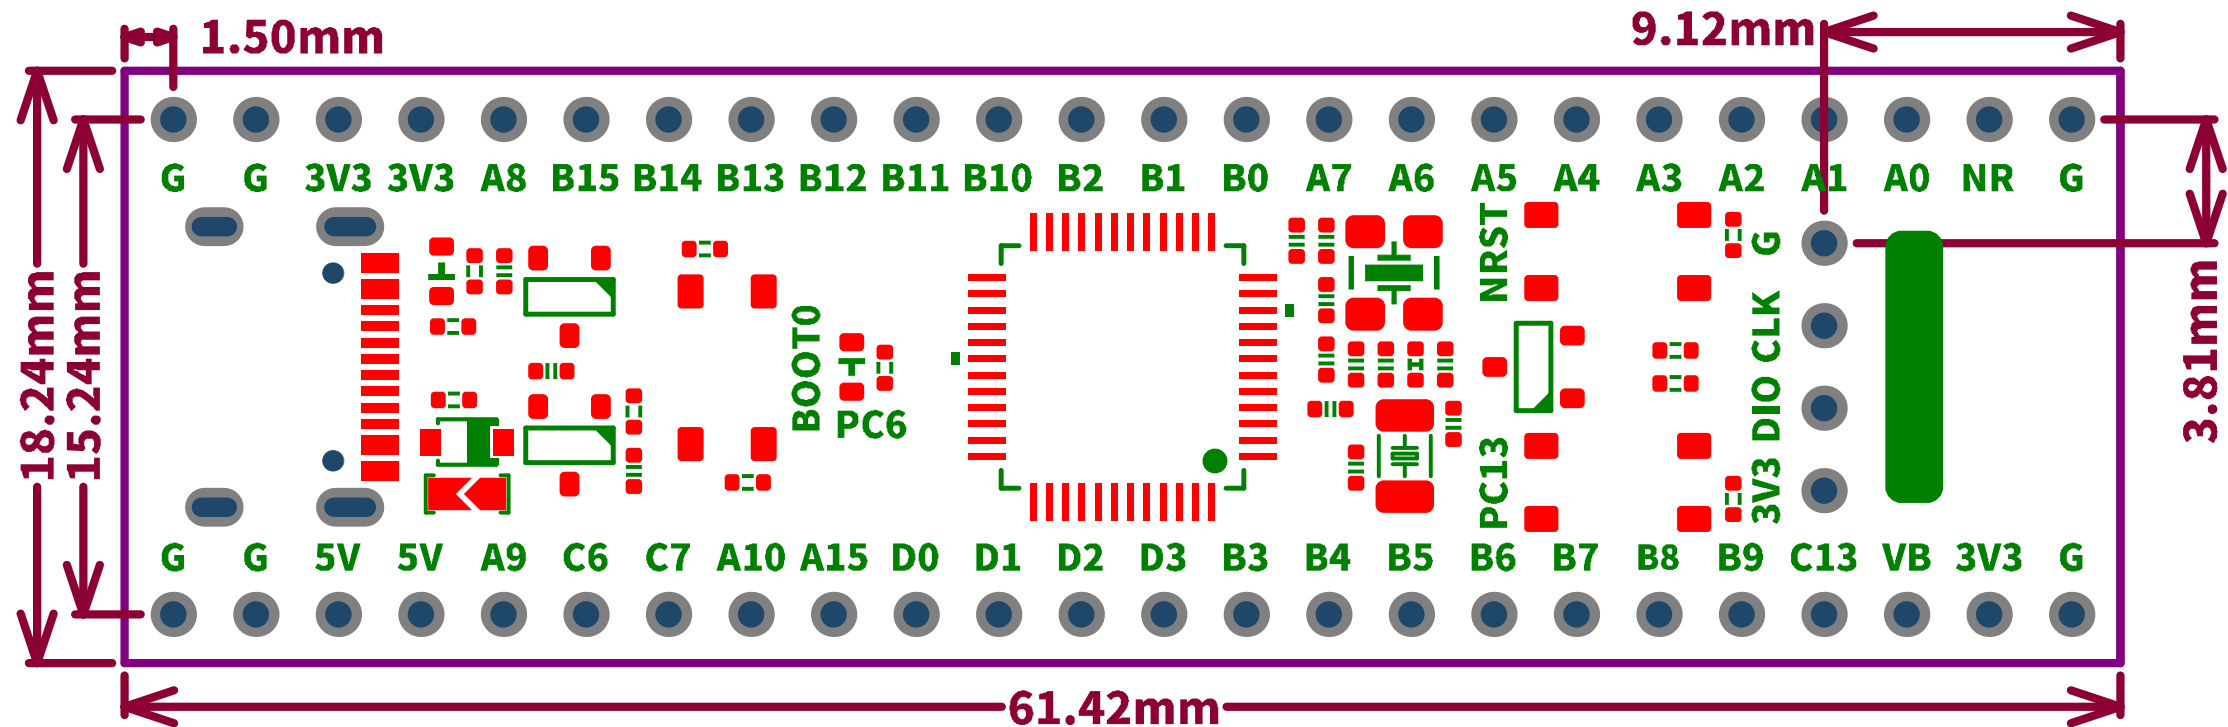 1.50mm
9.12mm
G G 3V3 3V3 A8 B15 B14 B13 B12 B11 B10 B2 B1 B0 A7 A6 A5 A4 A3 A2 A1 A0 NR G
18.24mm
15.24mm
BOOT0
PC6
NRST
PC13
G
CLK
DIO
3V3
3.81mm
G G 5V 5V A9 C6 C7 A10 A15 D0 D1 D2 D3 B3 B4 B5 B6 B7 B8 B9 C13 VB 3V3 G
61.42mm